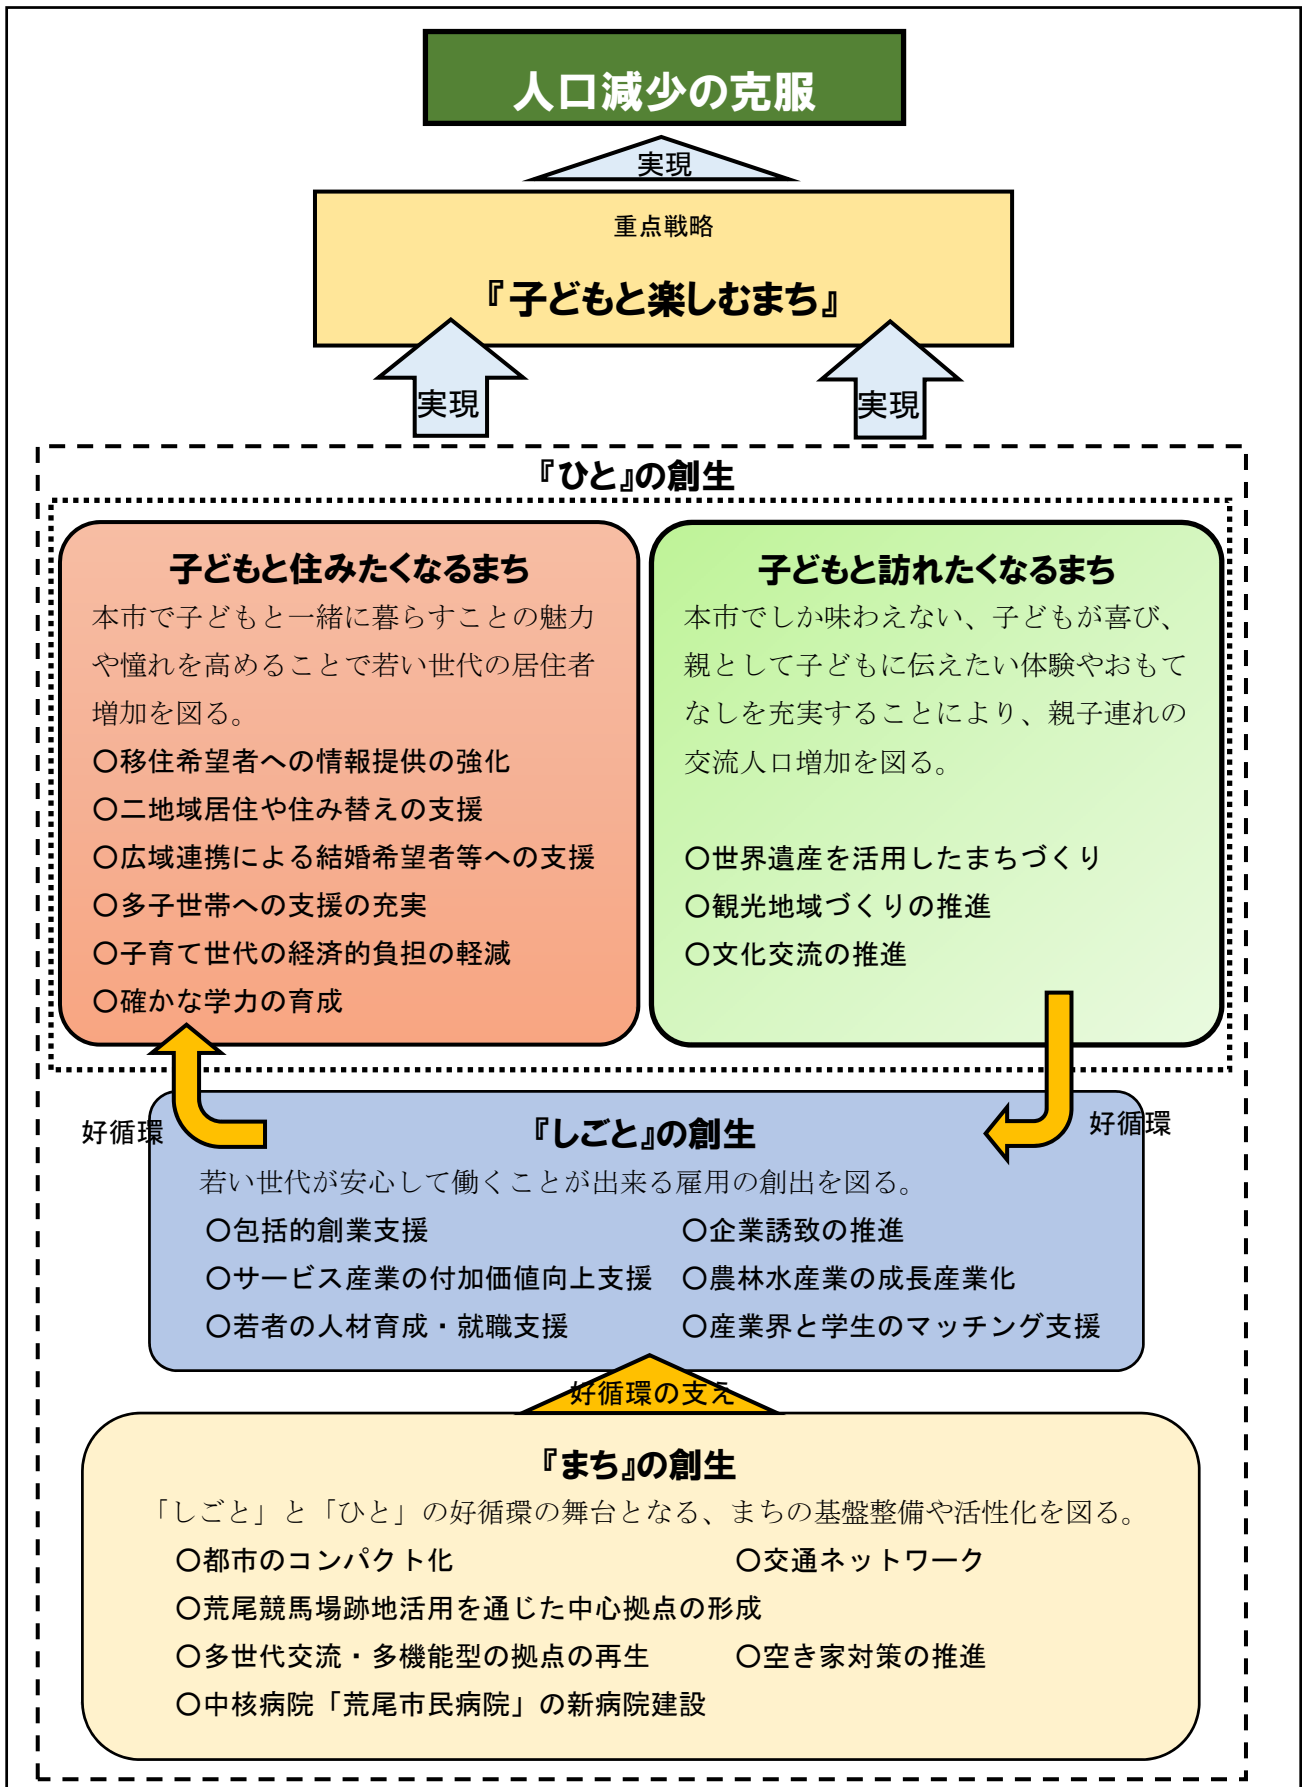 人口減少の克服
実現
重点戦略
『子どもと楽しむまち』
実現
実現
『ひと』の創生
子どもと住みたくなるまち
本市で子どもと一緒に暮らすことの魅力
や憧れを高めることで若い世代の居住者
増加を図る。
〇移住希望者への情報提供の強化
〇二地域居住や住み替えの支援
〇広域連携による結婚希望者等への支援
〇多子世帯への支援の充実
〇子育て世代の経済的負担の軽減
〇確かな学力の育成
子どもと訪れたくなるまち
本市でしか味わえない、子どもが喜び、
親として子どもに伝えたい体験やおもて
なしを充実することにより、親子連れの
交流人口増加を図る。
〇世界遺産を活用したまちづくり
〇観光地域づくりの推進
〇文化交流の推進
好循環
好循環
『しごと』の創生
若い世代が安心して働くことが出来る雇用の創出を図る。
〇包括的創業支援 〇企業誘致の推進
〇サービス産業の付加価値向上支援 〇農林水産業の成長産業化
〇若者の人材育成・就職支援 〇産業界と学生のマッチング支援
好循環の支え
『まち』の創生
「しごと」と「ひと」の好循環の舞台となる、まちの基盤整備や活性化を図る。
〇都市のコンパクト化 〇交通ネットワーク
〇荒尾競馬場跡地活用を通じた中心拠点の形成
〇多世代交流・多機能型の拠点の再生 〇空き家対策の推進
〇中核病院「荒尾市民病院」の新病院建設